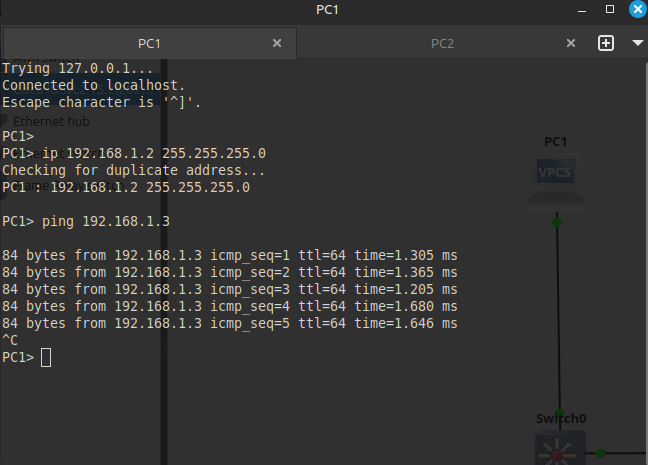 PC1
PC1
PC2
Trying 127.0.0.1...
Connected to localhost.
Escape character is '^]'.
Ethernet hub
PC1>
PC1> ip 192.168.1.2 255.255.255.0
Checking for duplicate address...
PC1 : 192.168.1.2 255.255.255.0
PC1> ping 192.168.1.3
84 bytes from 192.168.1.3 icmp_seq=1 ttl=64 time=1.305 ms
84 bytes from 192.168.1.3 icmp_seq=2 ttl=64 time=1.365 ms
84 bytes from 192.168.1.3 icmp_seq=3 ttl=64 time=1.205 ms
84 bytes from 192.168.1.3 icmp_seq=4 ttl=64 time=1.680 ms
84 bytes from 192.168.1.3 icmp_seq=5 ttl=64 time=1.646 ms
^C
PC1>
PC1
VPCS
Switch0